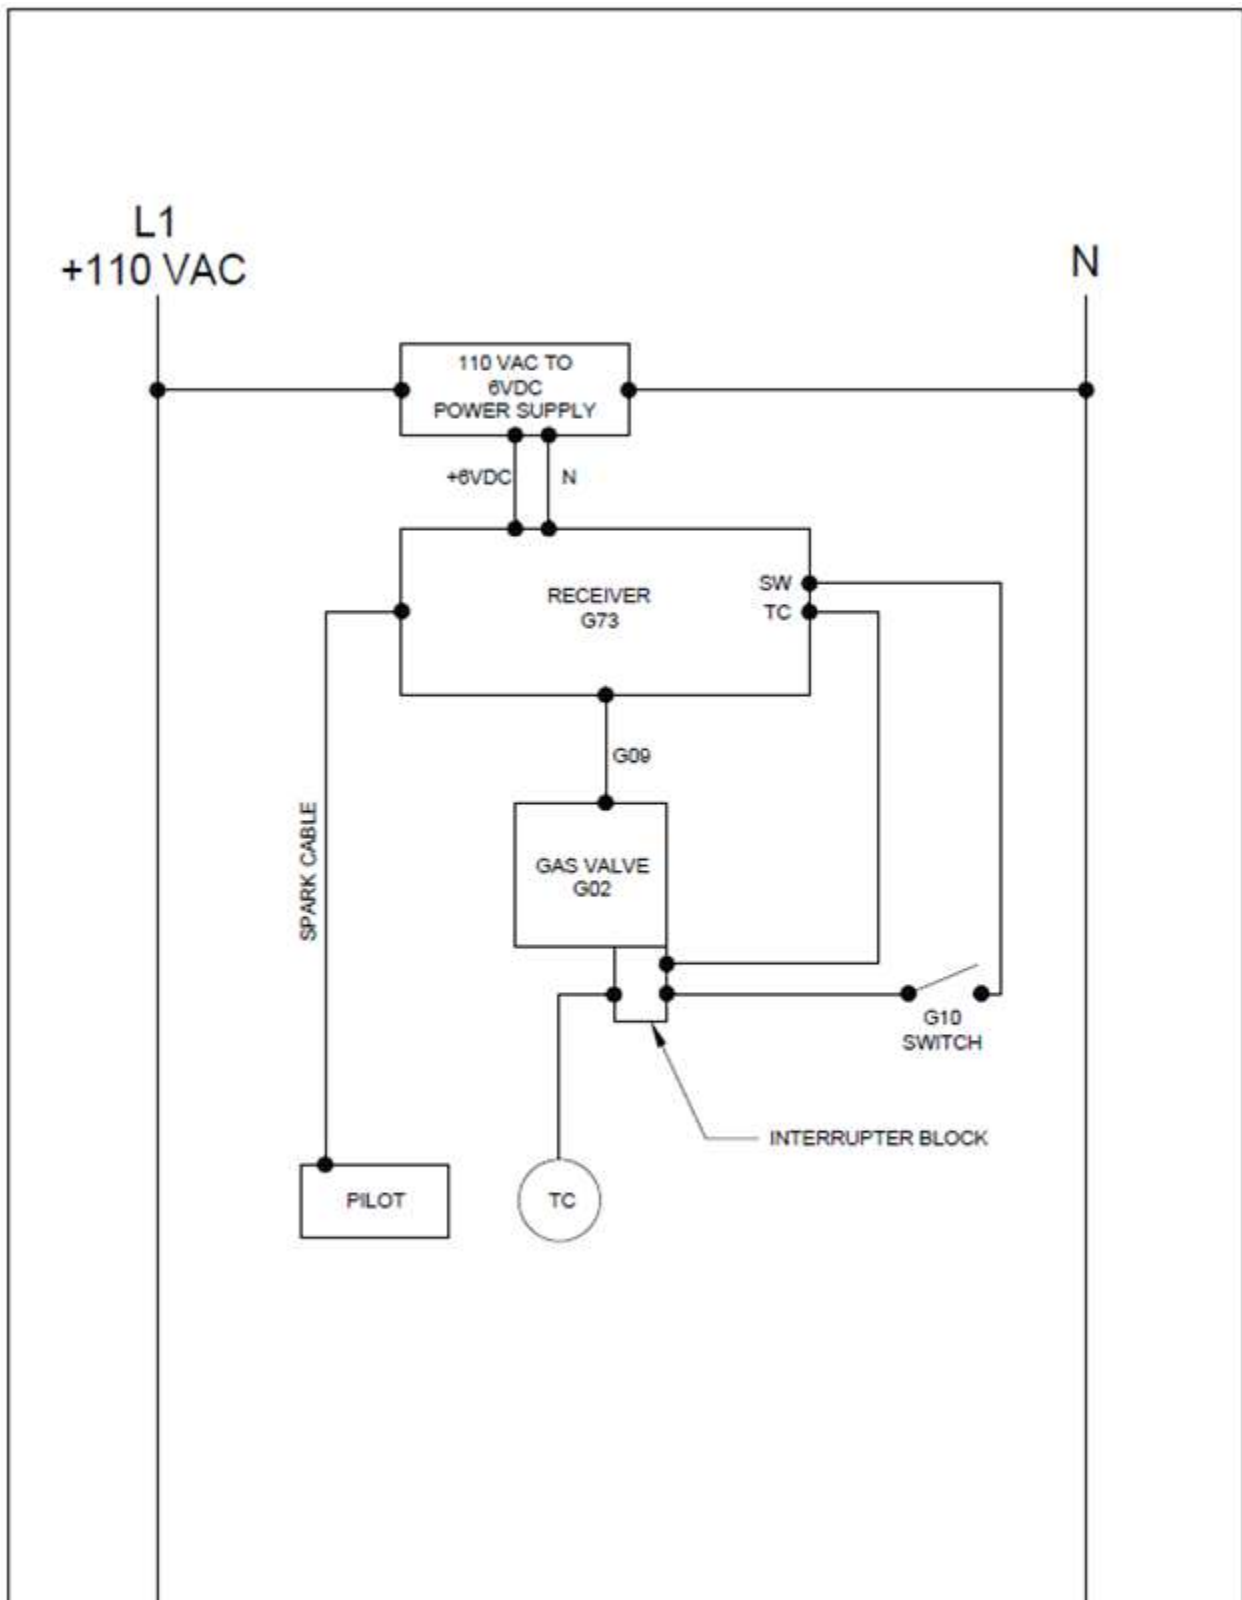 L1
+110 VAC
N
110 VAC TO
6VDC
POWER SUPPLY
+6VDC
N
RECEIVER
G73
SW
TC
G09
SPARK CABLE
GAS VALVE
G02
G10
SWITCH
INTERRUPTER BLOCK
PILOT
TC